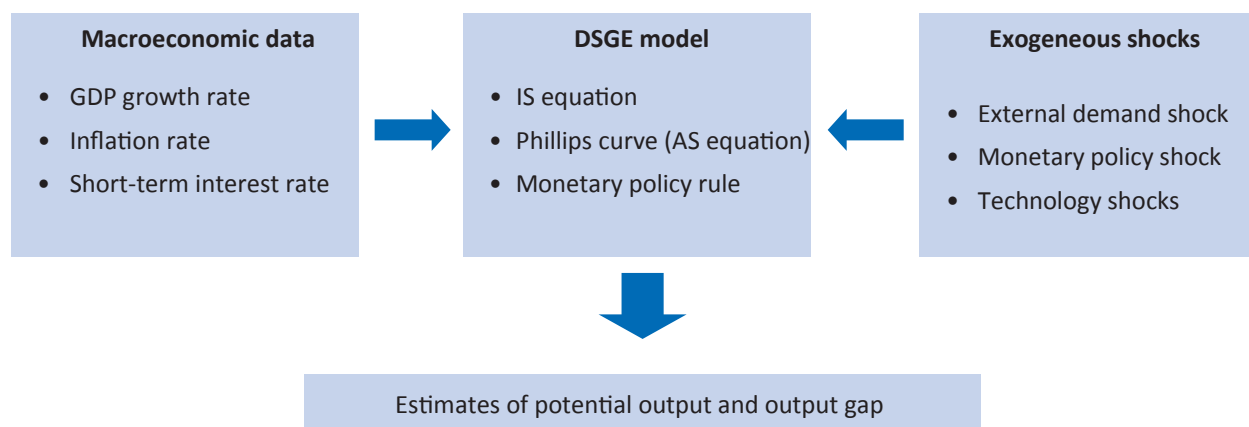 Macroeconomic data
• GDP growth rate
• Inflation rate
• Short-term interest rate
DSGE model
• IS equation
• Phillips curve (AS equation)
• Monetary policy rule
Exogeneous shocks
• External demand shock
• Monetary policy shock
• Technology shocks
Estimates of potential output and output gap